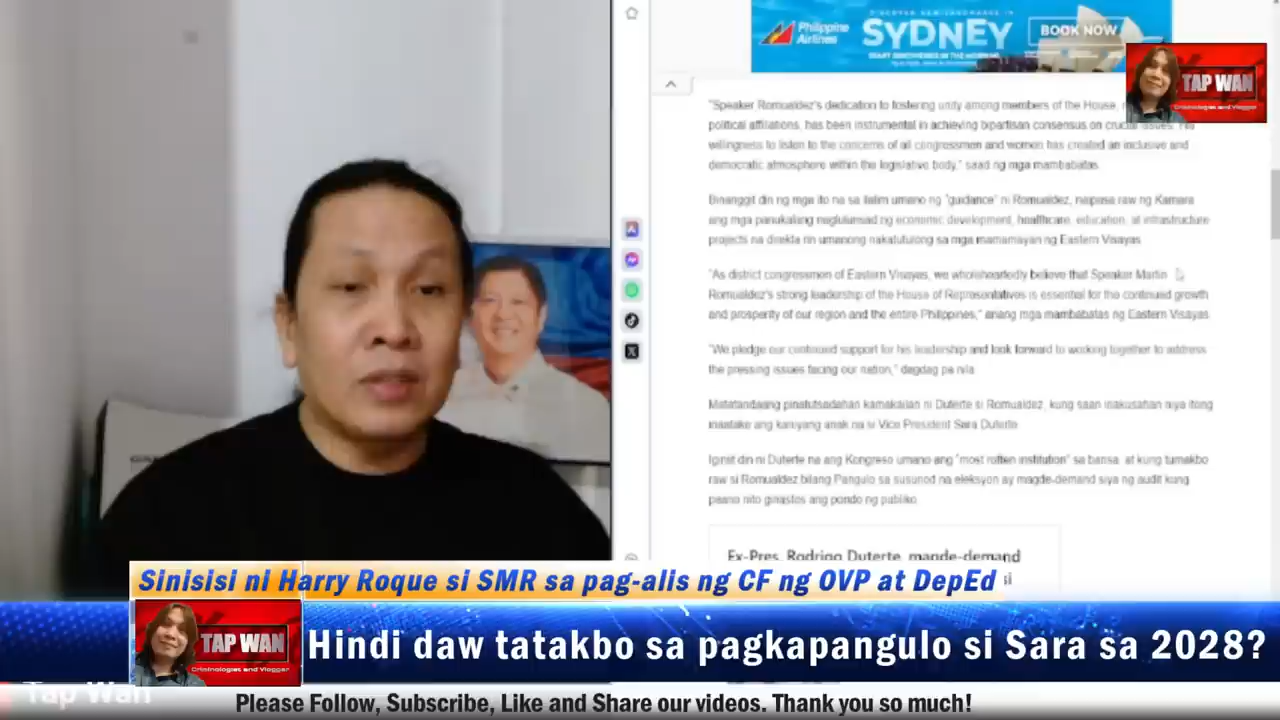 Philippine
Airlines
SYDNEY
BOOK NOW
TAP WAN
Criminologies and Vlogger
"Speaker Romualdez's dedication to fostering unity among members of the House,
political affiliations, has been instrumental in achieving bipartisan consensus on crucial issues. His
willingness to listen to the concerns of all congressmen and women has created an inclusive and
democratic atmosphere within the legislative body," saad ng mga mambabatas.
Binanggit din ng mga ito na sa ilalim umano ng "guidance" ni Romualdez, naipasa raw ng Kamara
ang mga panukalang naglulunsad ng economic development, healthcare, education, at infrastructure
projects na direkta rin umanong nakatutulong sa mga mamamayan ng Eastern Visayas
"As district congressmen of Eastern Visayas, we wholeheartedly believe that Speaker Martin
Romualdez's strong leadership of the House of Representatives is essential for the continued growth
and prosperity of our region and the entire Philippines," anang mga mambabatas ng Eastern Visayas.
"We pledge our continued support for his leadership and look forward to working together to address
the pressing issues facing our nation," dagdag pa nila
Matatandaang pinatutsadahan kamakailan ni Duterte si Romualdez, kung saan inakusahan niya itong
inaatake ang kaniyang anak na si Vice President Sara Duterte
Iginiit din ni Duterte na ang Kongreso umano ang "most rotten institution" sa bansa, at kung tumakbo
raw si Romualdez bilang Pangulo sa susunod na eleksyon ay magde-demand siya ng audit kung
paano nito ginastos ang pondo ng publiko
Ex-Pres. Rodrigo Duterte, magde-demand
si
Sinisisi ni Harry Roque si SMR sa pag-alis ng CF ng OVP at DepEd
TAP WAN
Criminologies and Vlogger
Hindi daw tatakbo sa pagkapangulo si Sara sa 2028?
Tap Wan
Please Follow, Subscribe, Like and Share our videos. Thank you so much!